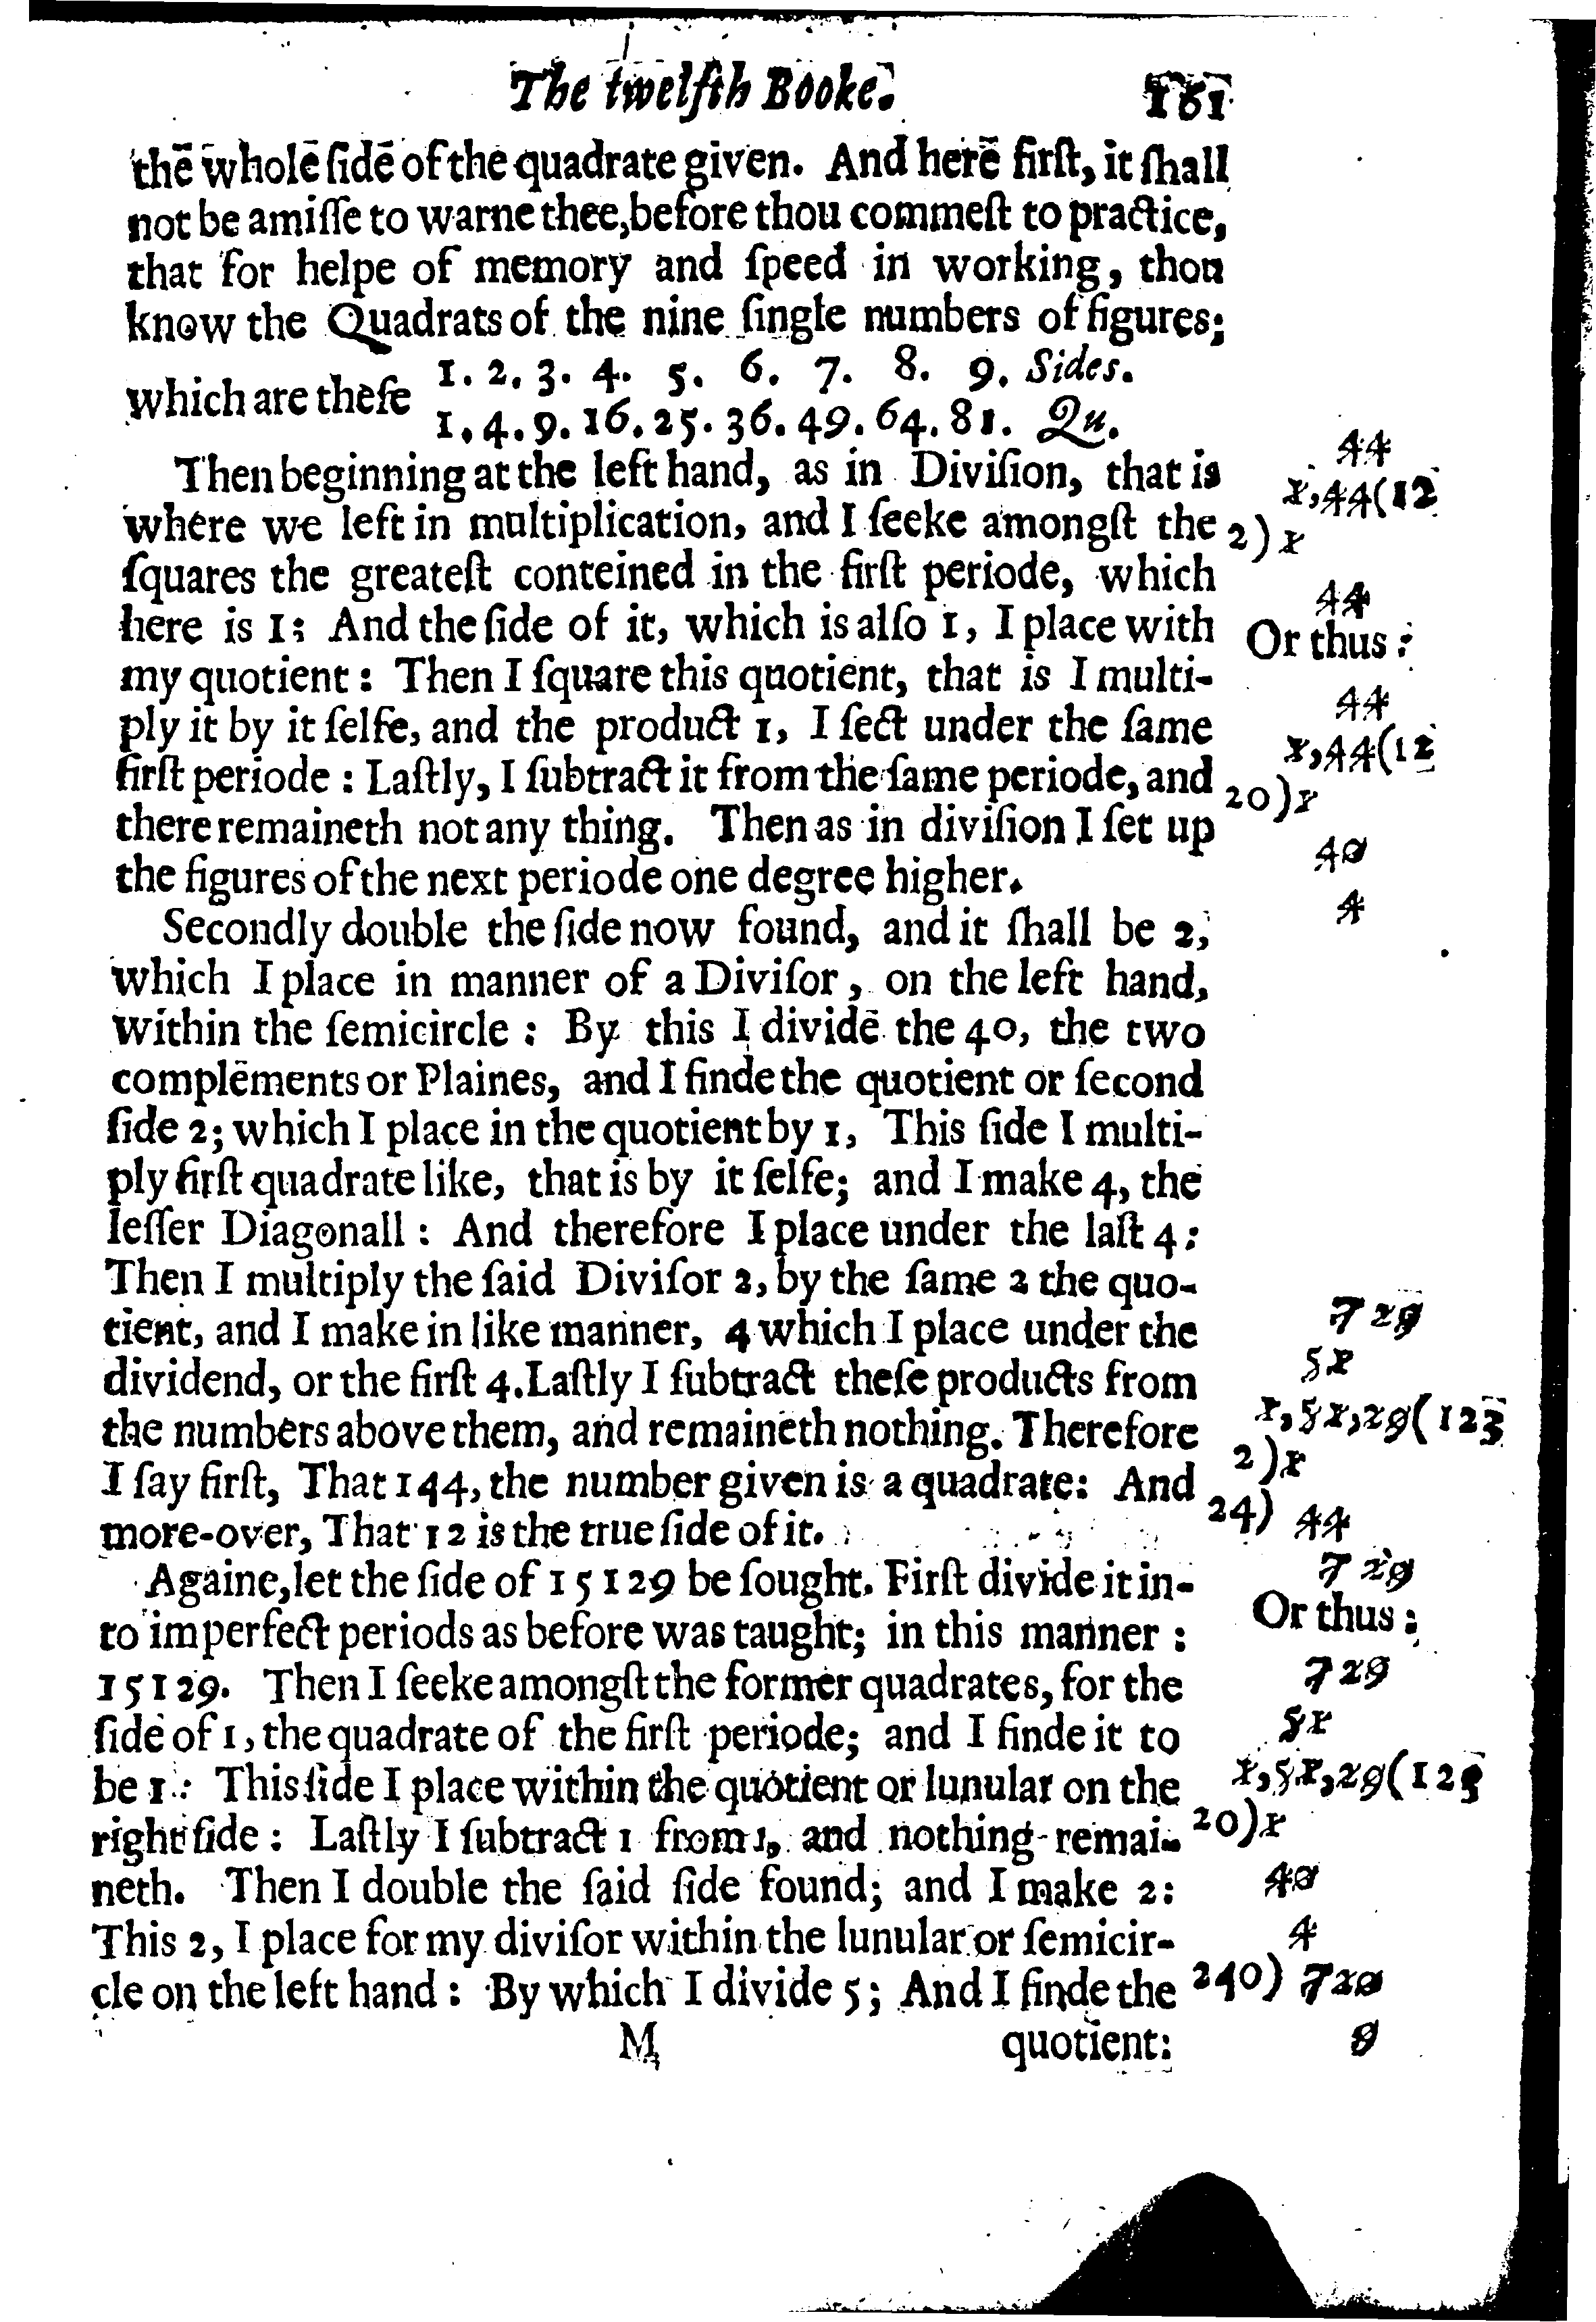 The twelfth Booke. 161
the whole ſide of the quadrate given. And here firſt, it ſhall
not be amiſſe to warne thee, before thou commeſt to practice,
that for helpe of memory and ſpeed in working, thou
know the Quadrats of the nine ſingle numbers of figures;
which are theſe
1. 2. 3. 4. 5. 6. 7. 8. 9. Sides.
1. 4. 9. 16. 25. 36. 49. 64. 81. Qu.
Then beginning at the left hand, as in Diviſion, that is
where we left in multiplication, and I ſeeke amongſt the
ſquares the greateſt conteined in the firſt periode, which
here is 1: And the ſide of it, which is alſo 1, I place with
my quotient: Then I ſquare this quotient, that is I multi-
ply it by it ſelfe, and the product 1, I ſect under the ſame
firſt periode: Laſtly, I ſubtract it from the ſame periode, and
there remaineth not any thing. Then as in diviſion I ſet up
the figures of the next periode one degree higher.
Secondly double the ſide now found, and it ſhall be 2,
which I place in manner of a Diviſor, on the left hand,
within the ſemicircle: By this I divide the 40, the two
complements or Plaines, and I finde the quotient or ſecond
ſide 2; which I place in the quotient by 1, This ſide I multi-
ply firſt quadrate like, that is by it ſelfe; and I make 4, the
leſſer Diagonall: And therefore I place under the laſt 4:
Then I multiply the ſaid Diviſor 2, by the ſame 2 the quo-
tient, and I make in like manner, 4 which I place under the
dividend, or the firſt 4. Laſtly I ſubtract theſe products from
the numbers above them, and remaineth nothing. Therefore
I ſay firſt, That 144, the number given is a quadrate: And
more-over, That 12 is the true ſide of it.
Againe, let the ſide of 15129 be ſought. Firſt divide it in-
to imperfect periods as before was taught; in this manner:
15129. Then I ſeeke amongſt the former quadrates, for the
ſide of 1, the quadrate of the firſt periode; and I finde it to
be 1: This ſide I place within the quotient or lunular on the
right ſide: Laſtly I ſubtract 1 from 1, and nothing remai-
neth. Then I double the ſaid ſide found; and I make 2:
This 2, I place for my diviſor within the lunular or ſemicir-
cle on the left hand: By which I divide 5; And I finde the
M quotient:
44
1,44(12
2)1
44
Or thus:
44
1,44(12
20)1
40
4
729
51
1,51,29(123
2)1
24) 44
729
Or thus:
729
51
1,51,29(123
20)1
40
4
240) 720
9